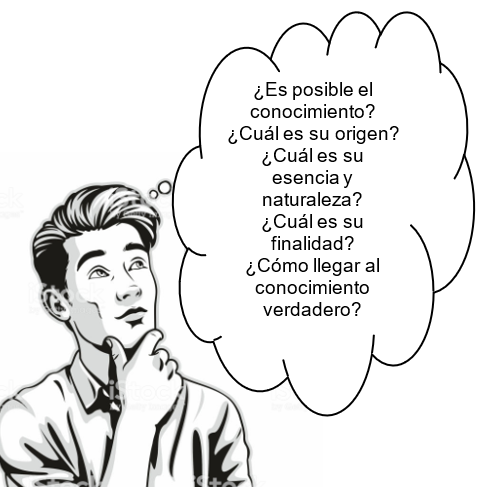 ¿Es posible el
conocimiento?
¿Cuál es su origen?
¿Cuál es su
esencia y
naturaleza?
¿Cuál es su
finalidad?
¿Cómo llegar al
conocimiento
verdadero?
iStock